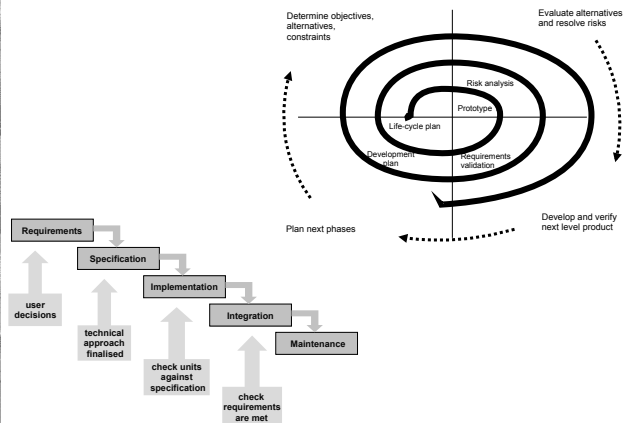 Determine objectives,
alternatives,
constraints
Evaluate alternatives
and resolve risks
Risk analysis
Prototype
Life-cycle plan
Development
plan
Requirements
validation
Plan next phases
Develop and verify
next level product
Requirements
Specification
Implementation
Integration
Maintenance
user
decisions
technical
approach
finalised
check units
against
specification
check
requirements
are met